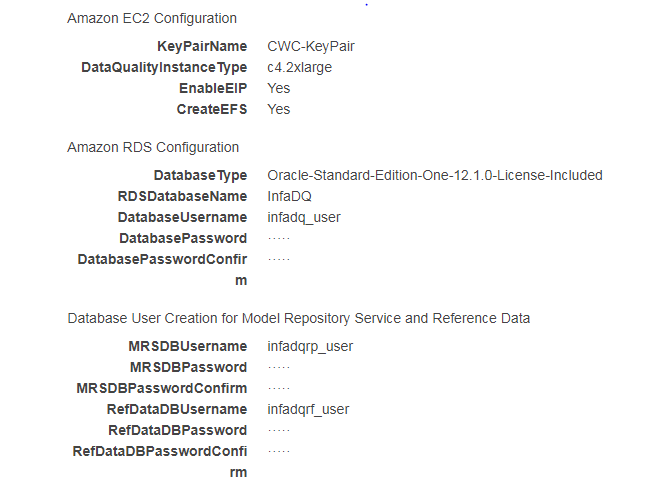 Amazon EC2 Configuration
KeyPairName CWC-KeyPair
DataQualityInstanceType c4.2xlarge
EnableEIP Yes
CreateEFS Yes
Amazon RDS Configuration
DatabaseType Oracle-Standard-Edition-One-12.1.0-License-Included
RDSDatabaseName InfaDQ
DatabaseUsername infadq_user
DatabasePassword ·····
DatabasePasswordConfir ·····
m
Database User Creation for Model Repository Service and Reference Data
MRSDBUsername infadqrp_user
MRSDBPassword ·····
MRSDBPasswordConfirm ·····
RefDataDBUsername infadqrf_user
RefDataDBPassword ·····
RefDataDBPasswordConfi ·····
rm